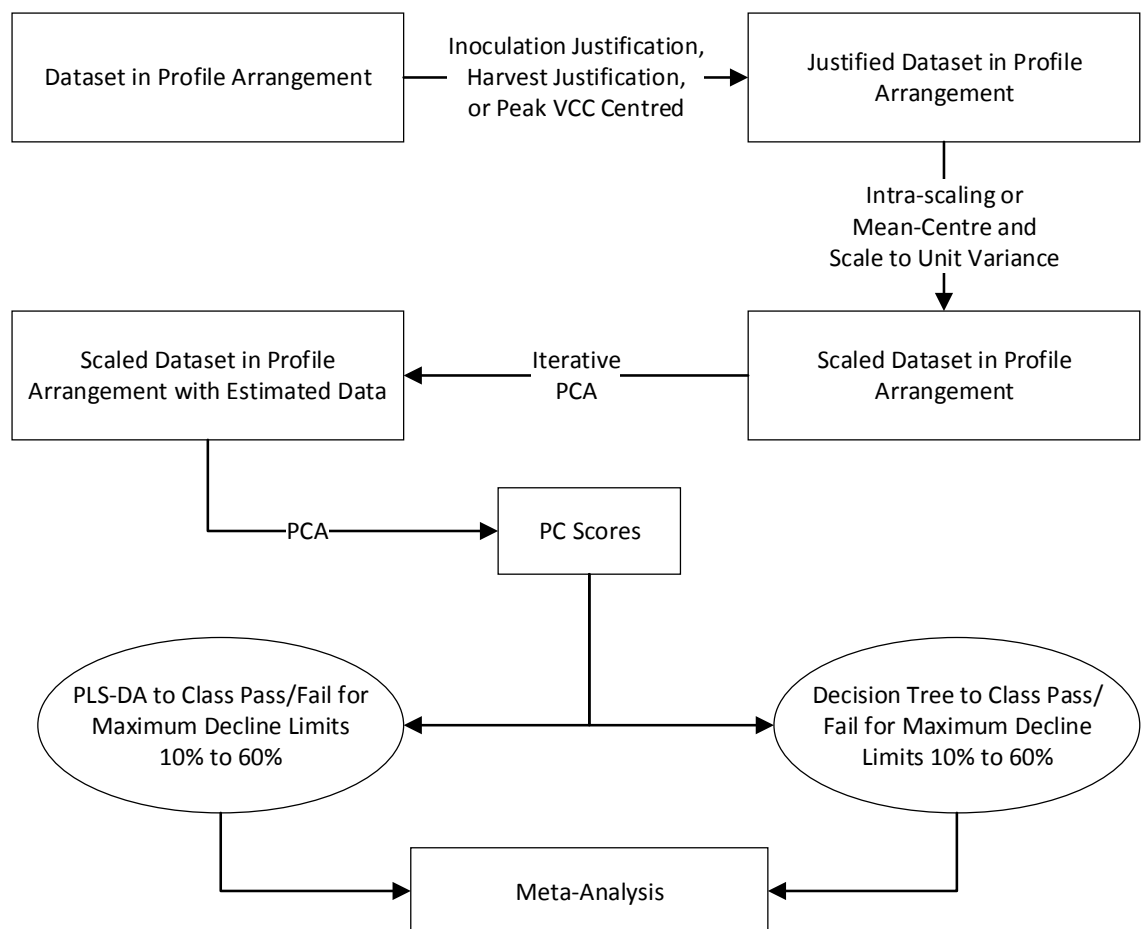 Dataset in Profile Arrangement
Inoculation Justification,
Harvest Justification,
or Peak VCC Centred
Justified Dataset in Profile
Arrangement
Intra-scaling or
Mean-Centre and
Scale to Unit Variance
Scaled Dataset in Profile
Arrangement
Iterative
PCA
Scaled Dataset in Profile
Arrangement with Estimated Data
PCA
PC Scores
PLS-DA to Class Pass/Fail for
Maximum Decline Limits
10% to 60%
Decision Tree to Class Pass/
Fail for Maximum Decline
Limits 10% to 60%
Meta-Analysis